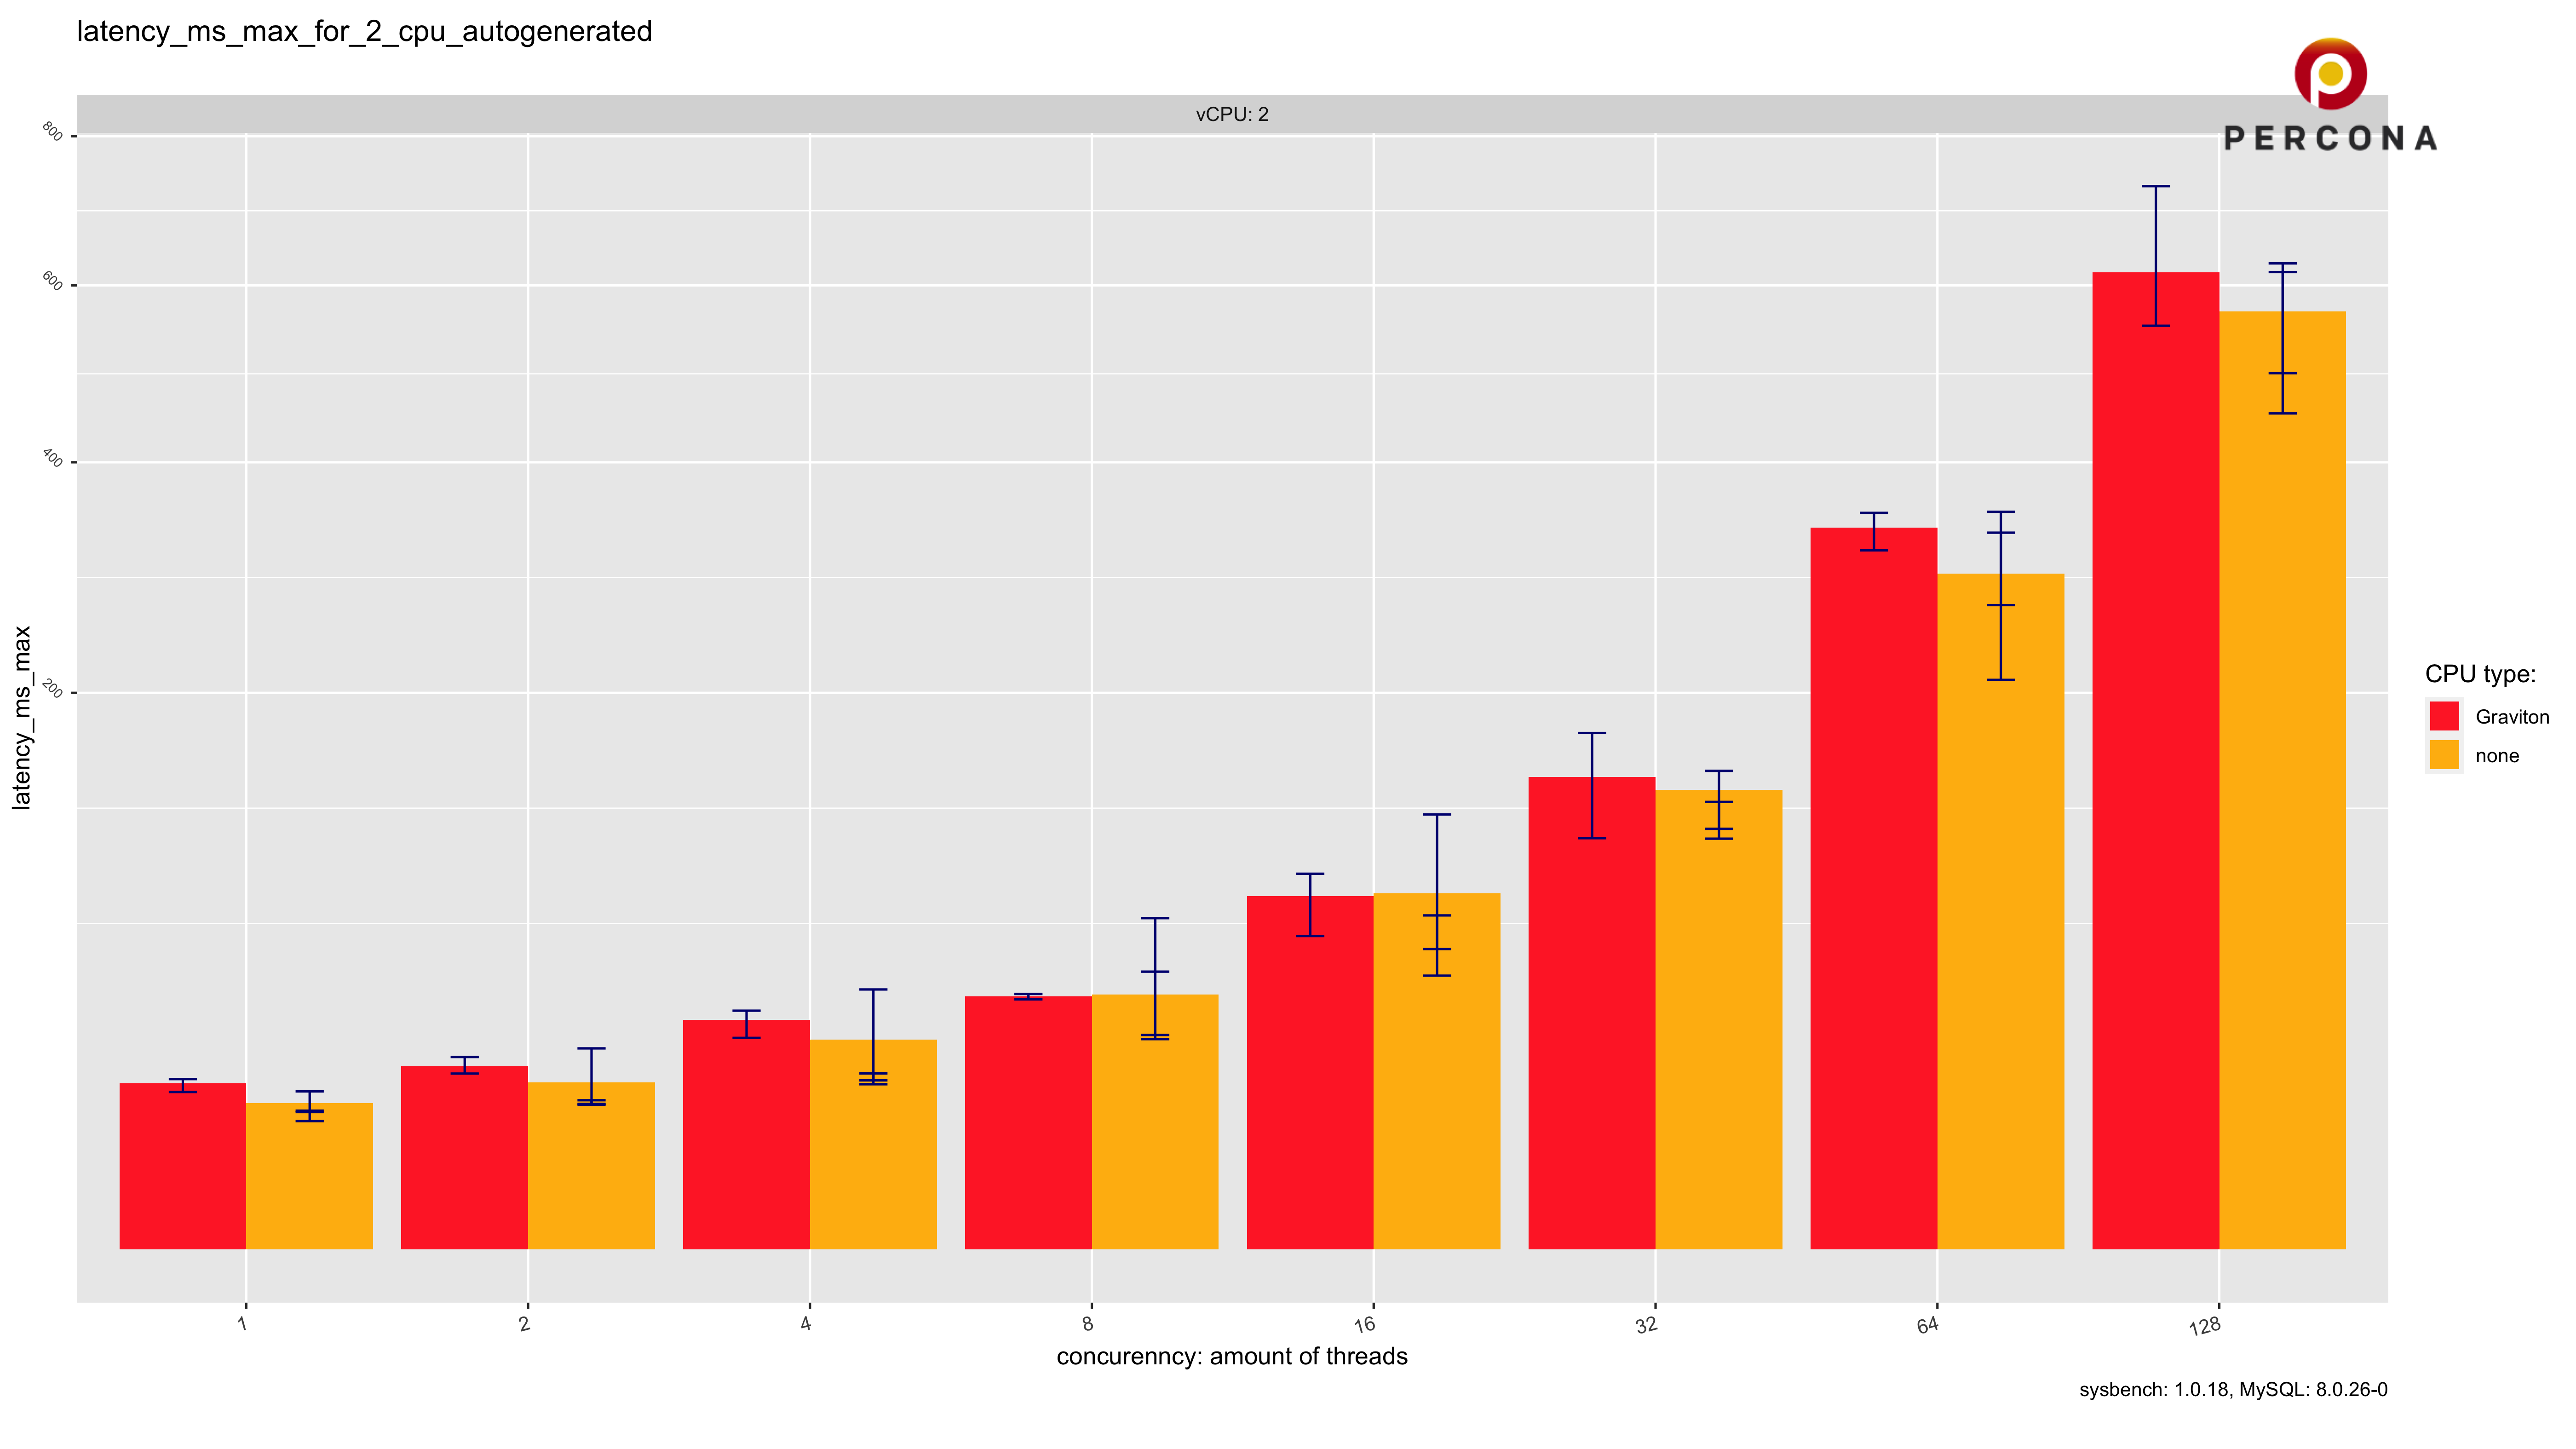 latency_ms_max_for_2_cpu_autogenerated
PERCONA
vCPU: 2
800
600
400
200
latency_ms_max
CPU type:
Graviton
none
1
2
4
8
16
32
64
128
concurenncy: amount of threads
sysbench: 1.0.18, MySQL: 8.0.26-0